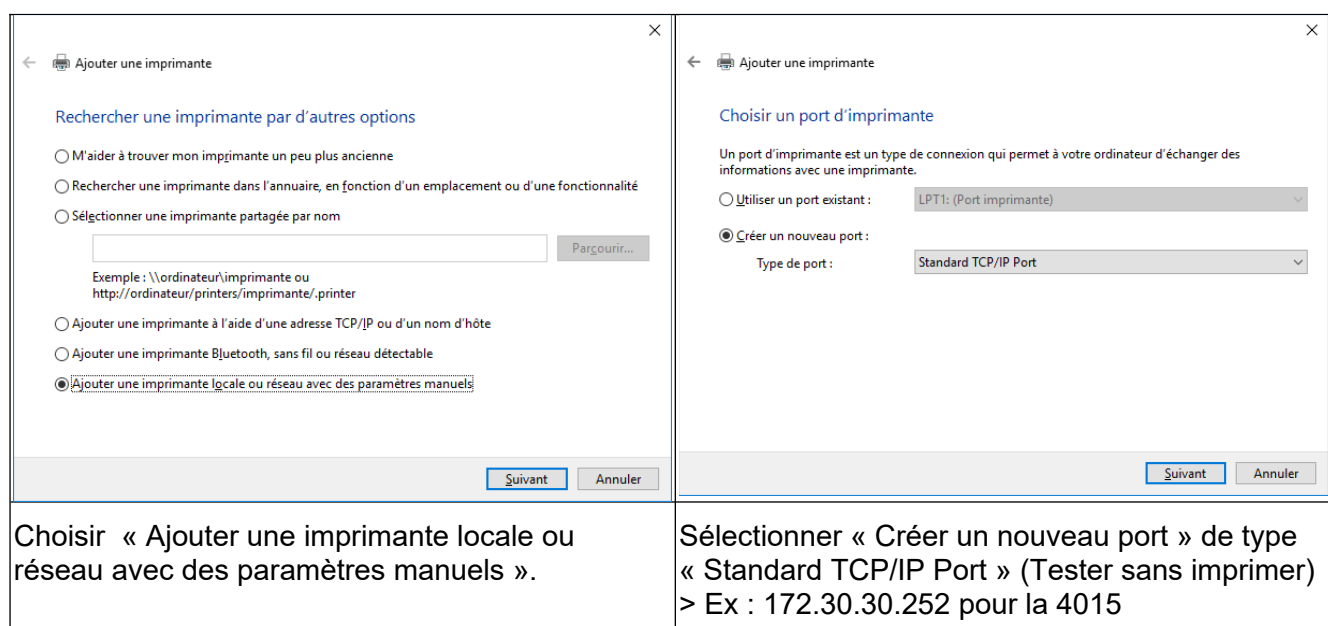 Ajouter une imprimante
Rechercher une imprimante par d'autres options
M'aider à trouver mon imprimante un peu plus ancienne
Rechercher une imprimante dans l'annuaire, en fonction d'un emplacement ou d'une fonctionnalité
Sélectionner une imprimante partagée par nom
Parcourir...
Exemple : \\ordinateur\imprimante ou
http://ordinateur/printers/imprimante/.printer
Ajouter une imprimante à l'aide d'une adresse TCP/IP ou d'un nom d'hôte
Ajouter une imprimante Bluetooth, sans fil ou réseau détectable
Ajouter une imprimante locale ou réseau avec des paramètres manuels
Suivant Annuler
Choisir « Ajouter une imprimante locale ou
réseau avec des paramètres manuels ».
Ajouter une imprimante
Choisir un port d'imprimante
Un port d'imprimante est un type de connexion qui permet à votre ordinateur d'échanger des
informations avec une imprimante.
Utiliser un port existant : LPT1: (Port imprimante)
Créer un nouveau port :
Type de port : Standard TCP/IP Port
Suivant Annuler
Sélectionner « Créer un nouveau port » de type
« Standard TCP/IP Port » (Tester sans imprimer)
> Ex : 172.30.30.252 pour la 4015